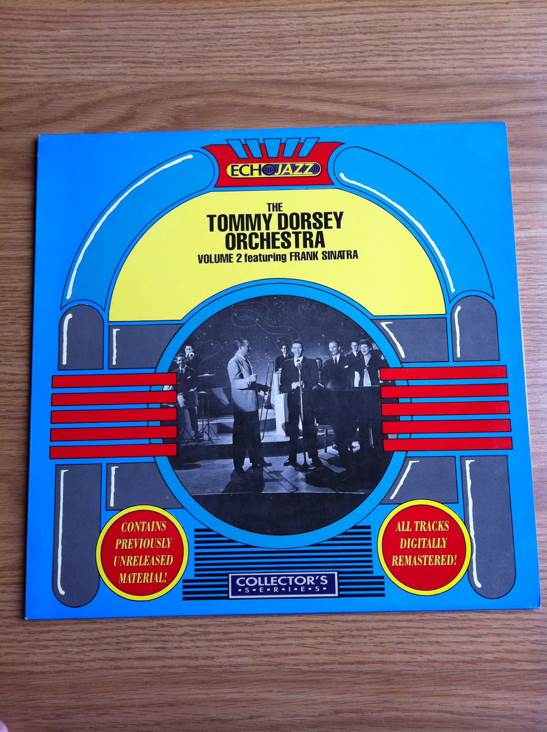 ECHO JAZZ
THE
TOMMY DORSEY
ORCHESTRA
VOLUME 2 featuring FRANK SINATRA
CONTAINS
PREVIOUSLY
UNRELEASED
MATERIAL!
ALL TRACKS
DIGITALLY
REMASTERED!
COLLECTOR'S
•S•E•R•I•E•S•